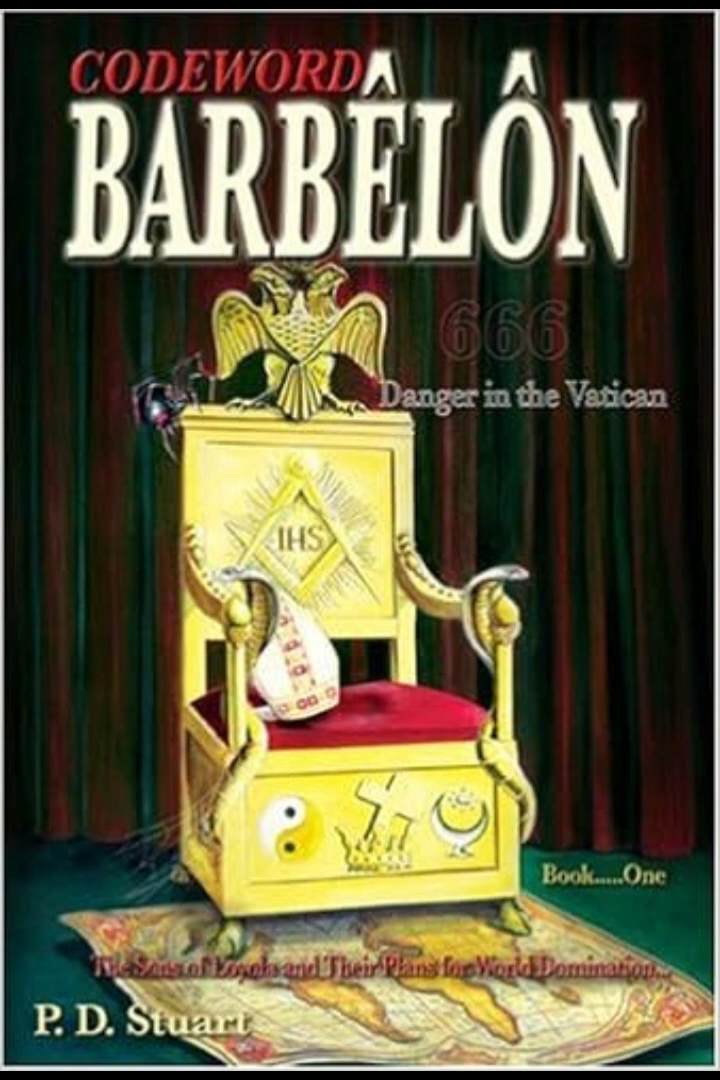 CODEWORD
BARBÊLÔN
666
Danger in the Vatican
IHS
Book.....One
The Sons of Loyola and Their Plans for World Domination...
P. D. Stuart